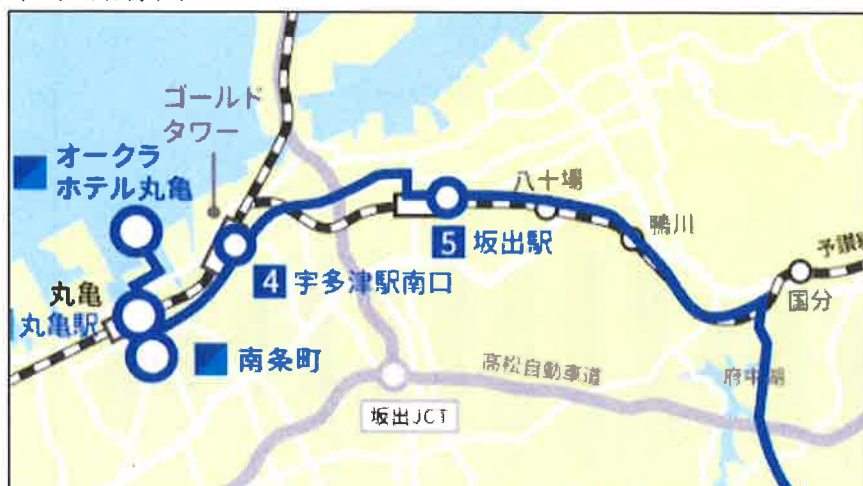 ゴールド
タワー
オークラ
ホテル丸亀
八十場
鴨川
5 坂出駅
予讃線
4 宇多津駅南口
国分
丸亀
丸亀駅
南条町
高松自動車道
府中湖
坂出JCT